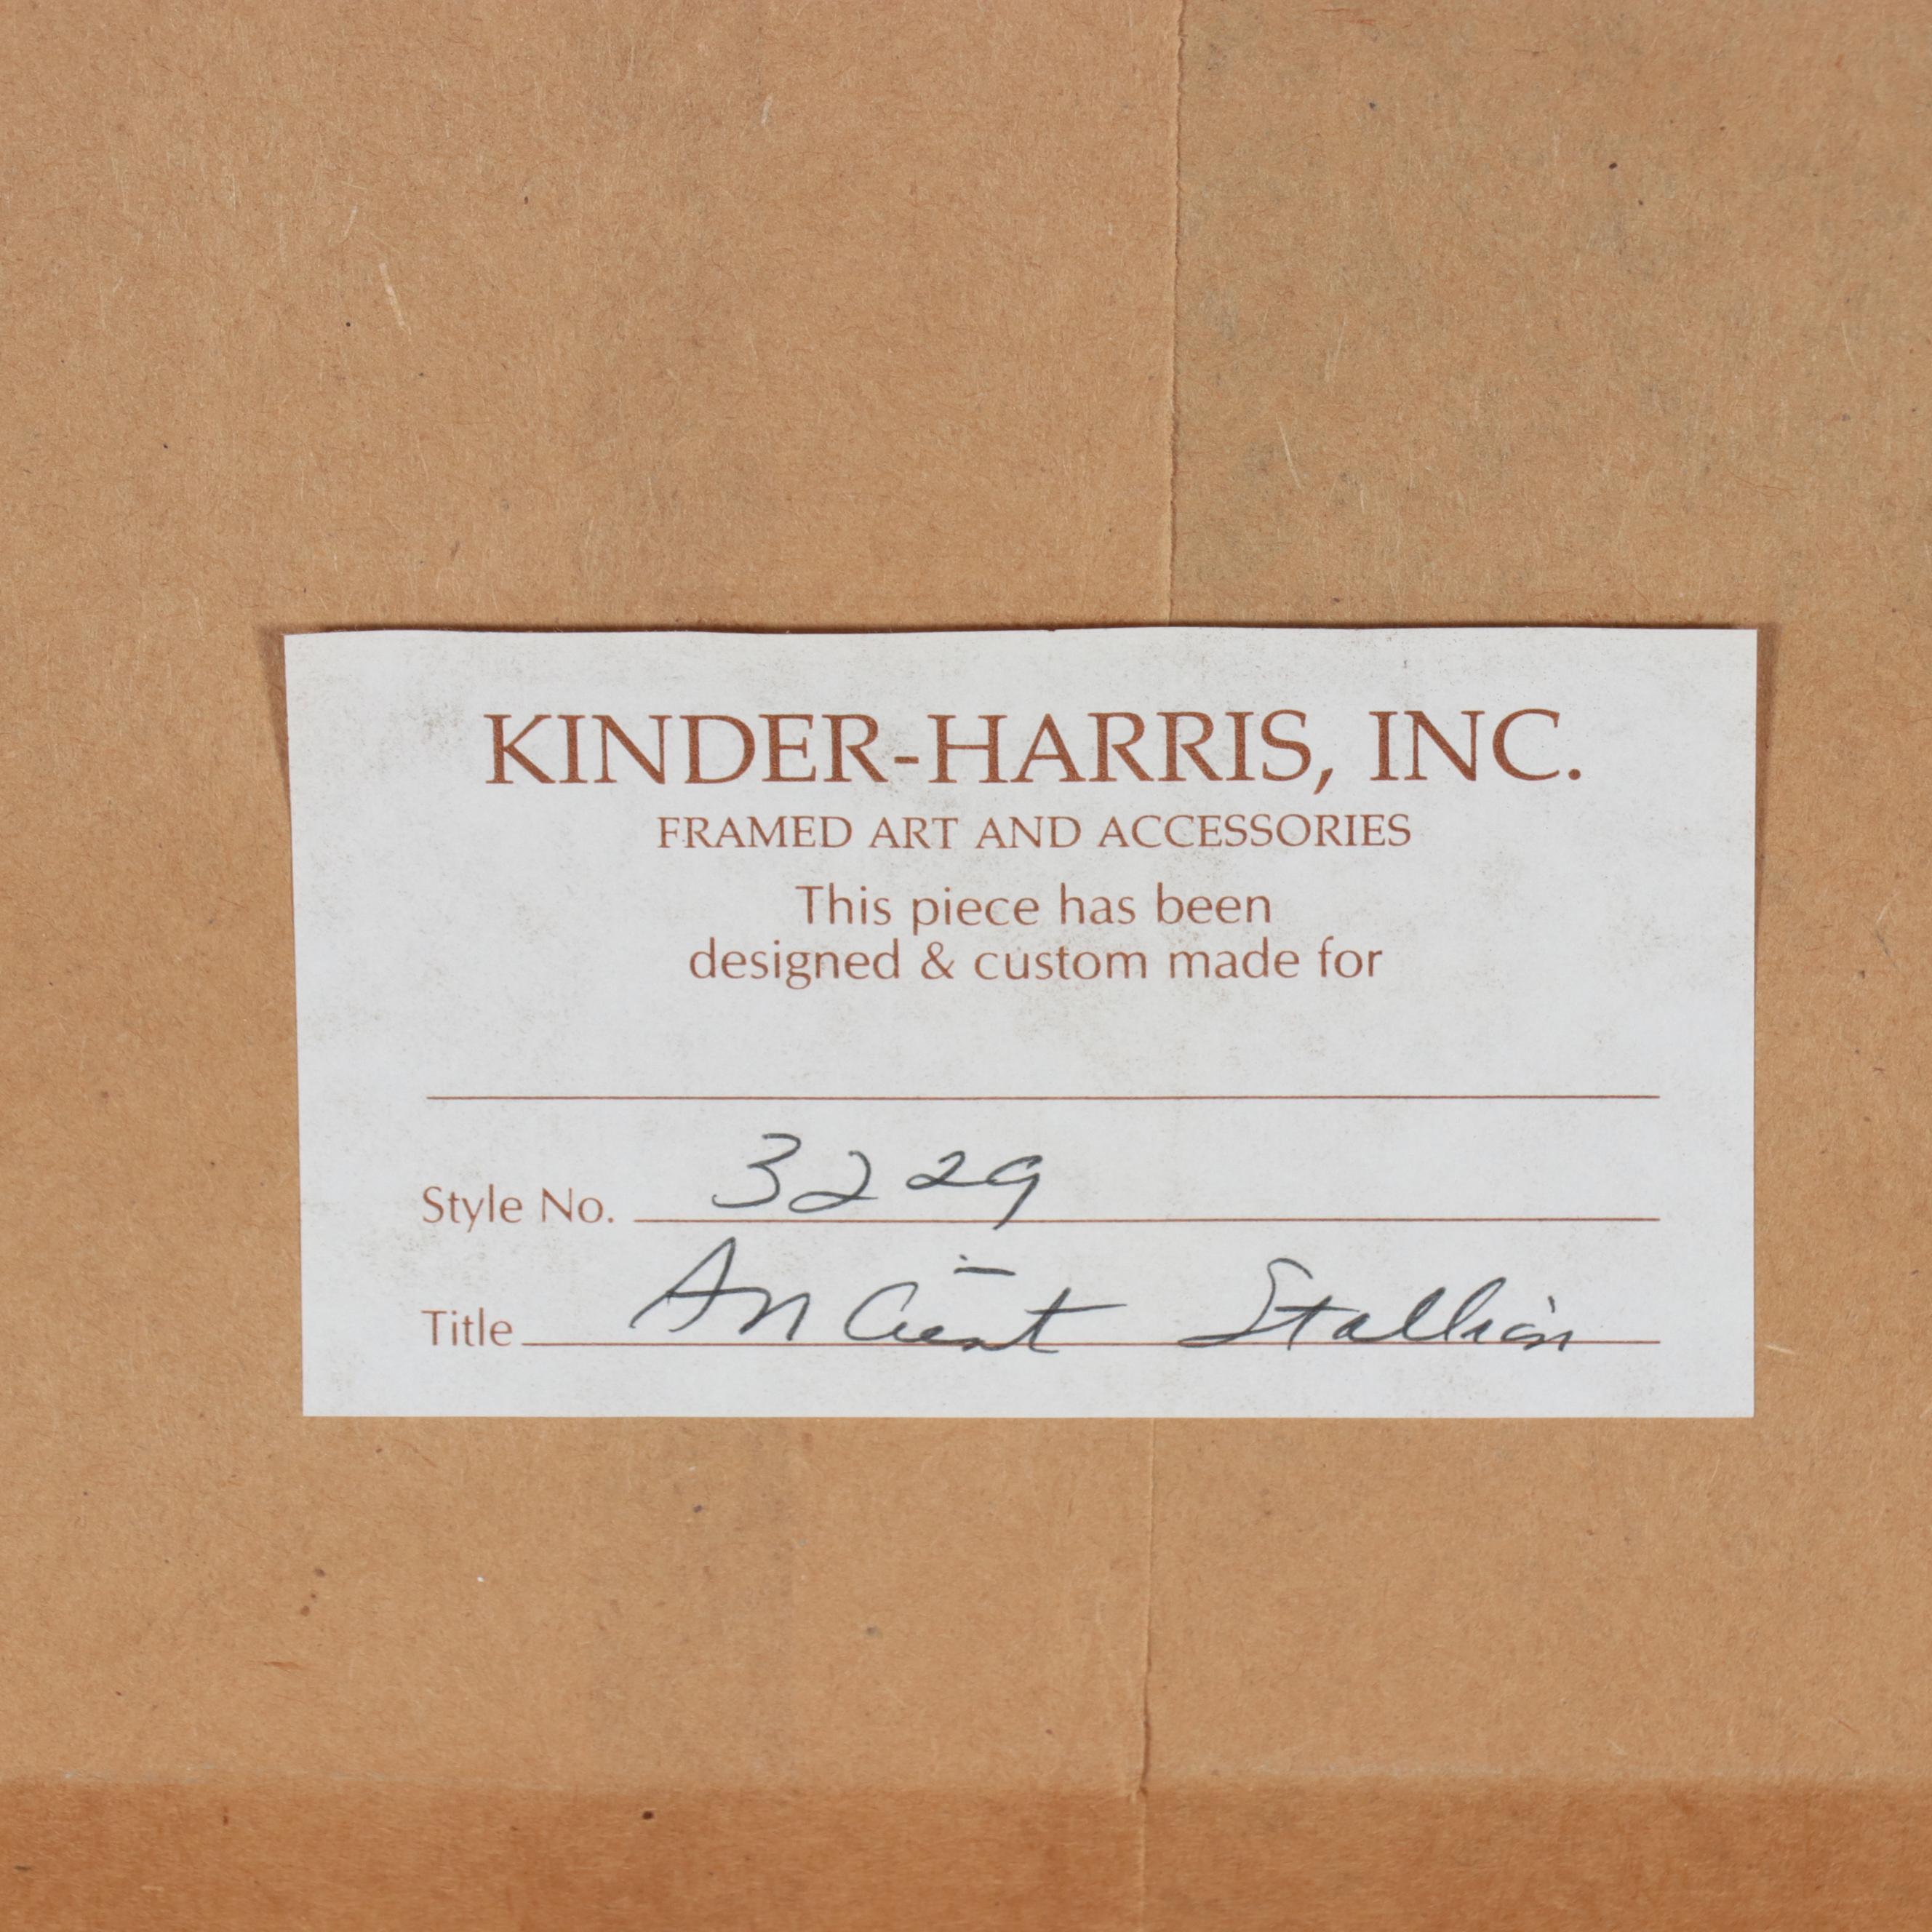 KINDER-HARRIS, INC.
FRAMED ART AND ACCESSORIES
This piece has been
designed & custom made for
Style No. 3229
Title Ancient Stallion